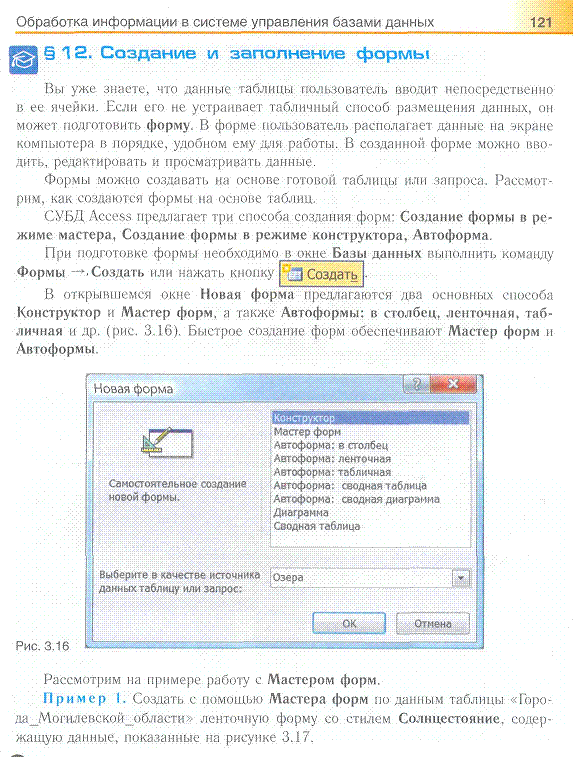 Обработка информации в системе управления базами данных 121
§ 12. Создание и заполнение формы
Вы уже знаете, что данные таблицы пользователь вводит непосредственно
в ее ячейки. Если его не устраивает табличный способ размещения данных, он
может подготовить форму. В форме пользователь располагает данные на экране
компьютера в порядке, удобном ему для работы. В созданной форме можно вво-
дить, редактировать и просматривать данные.
Формы можно создавать на основе готовой таблицы или запроса. Рассмот-
рим, как создаются формы на основе таблиц.
СУБД Access предлагает три способа создания форм: Создание формы в ре-
жиме мастера, Создание формы в режиме конструктора, Автоформа.
При подготовке формы необходимо в окне Базы данных выполнить команду
Формы →. Создать или нажать кнопку Создать.
В открывшемся окне Новая форма предлагаются два основных способа
Конструктор и Мастер форм, а также Автоформы: в столбец, ленточная, таб-
личная и др. (рис. 3.16). Быстрое создание форм обеспечивают Мастер форм и
Автоформы.
Новая форма
Самостоятельное создание
новой формы.
Конструктор
Мастер форм
Автоформа: в столбец
Автоформа: ленточная
Автоформа: табличная
Автоформа: сводная таблица
Автоформа: сводная диаграмма
Диаграмма
Сводная таблица
Выберите в качестве источника
данных таблицу или запрос:
Озера
ОК Отмена
Рис. 3.16
Рассмотрим на примере работу с Мастером форм.
Пример 1. Создать с помощью Мастера форм по данным таблицы «Горо-
да_Могилевской_области» ленточную форму со стилем Солнцестояние, содер-
жащую данные, показанные на рисунке 3.17.